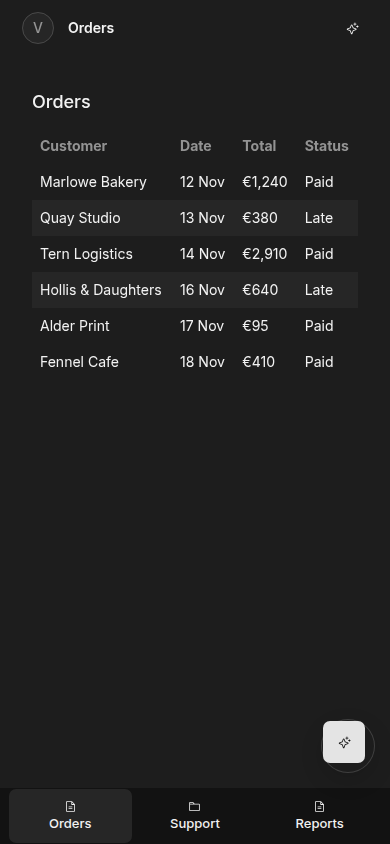 V Orders
Orders
Customer Date Total Status
Marlowe Bakery 12 Nov €1,240 Paid
Quay Studio 13 Nov €380 Late
Tern Logistics 14 Nov €2,910 Paid
Hollis & Daughters 16 Nov €640 Late
Alder Print 17 Nov €95 Paid
Fennel Cafe 18 Nov €410 Paid
Orders Support Reports